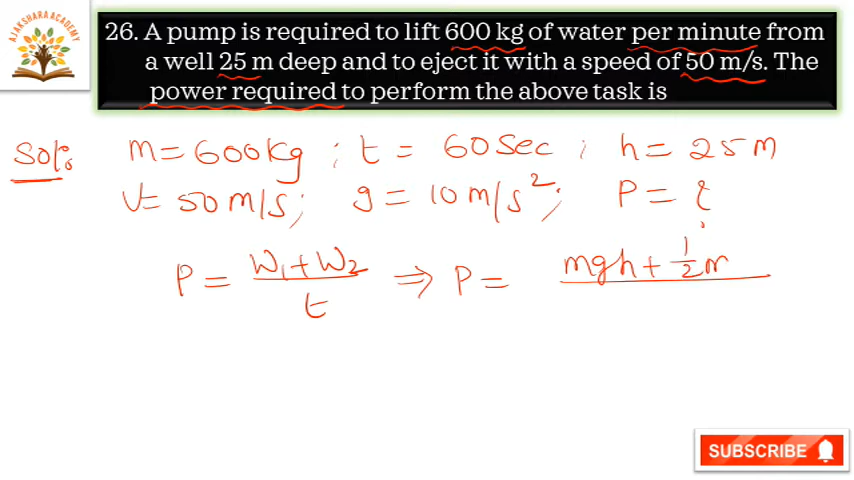 AJAKSHARA ACADEMY
26. A pump is required to lift 600 kg of water per minute from
a well 25 m deep and to eject it with a speed of 50 m/s. The
power required to perform the above task is
Sol:
m = 600 kg ; t = 60 Sec ; h = 25 m
V = 50 m/s ; g = 10 m/s² ; P = ?
P = W₁ + W₂ / t ⇒ P = mgh + 1/2 m
SUBSCRIBE